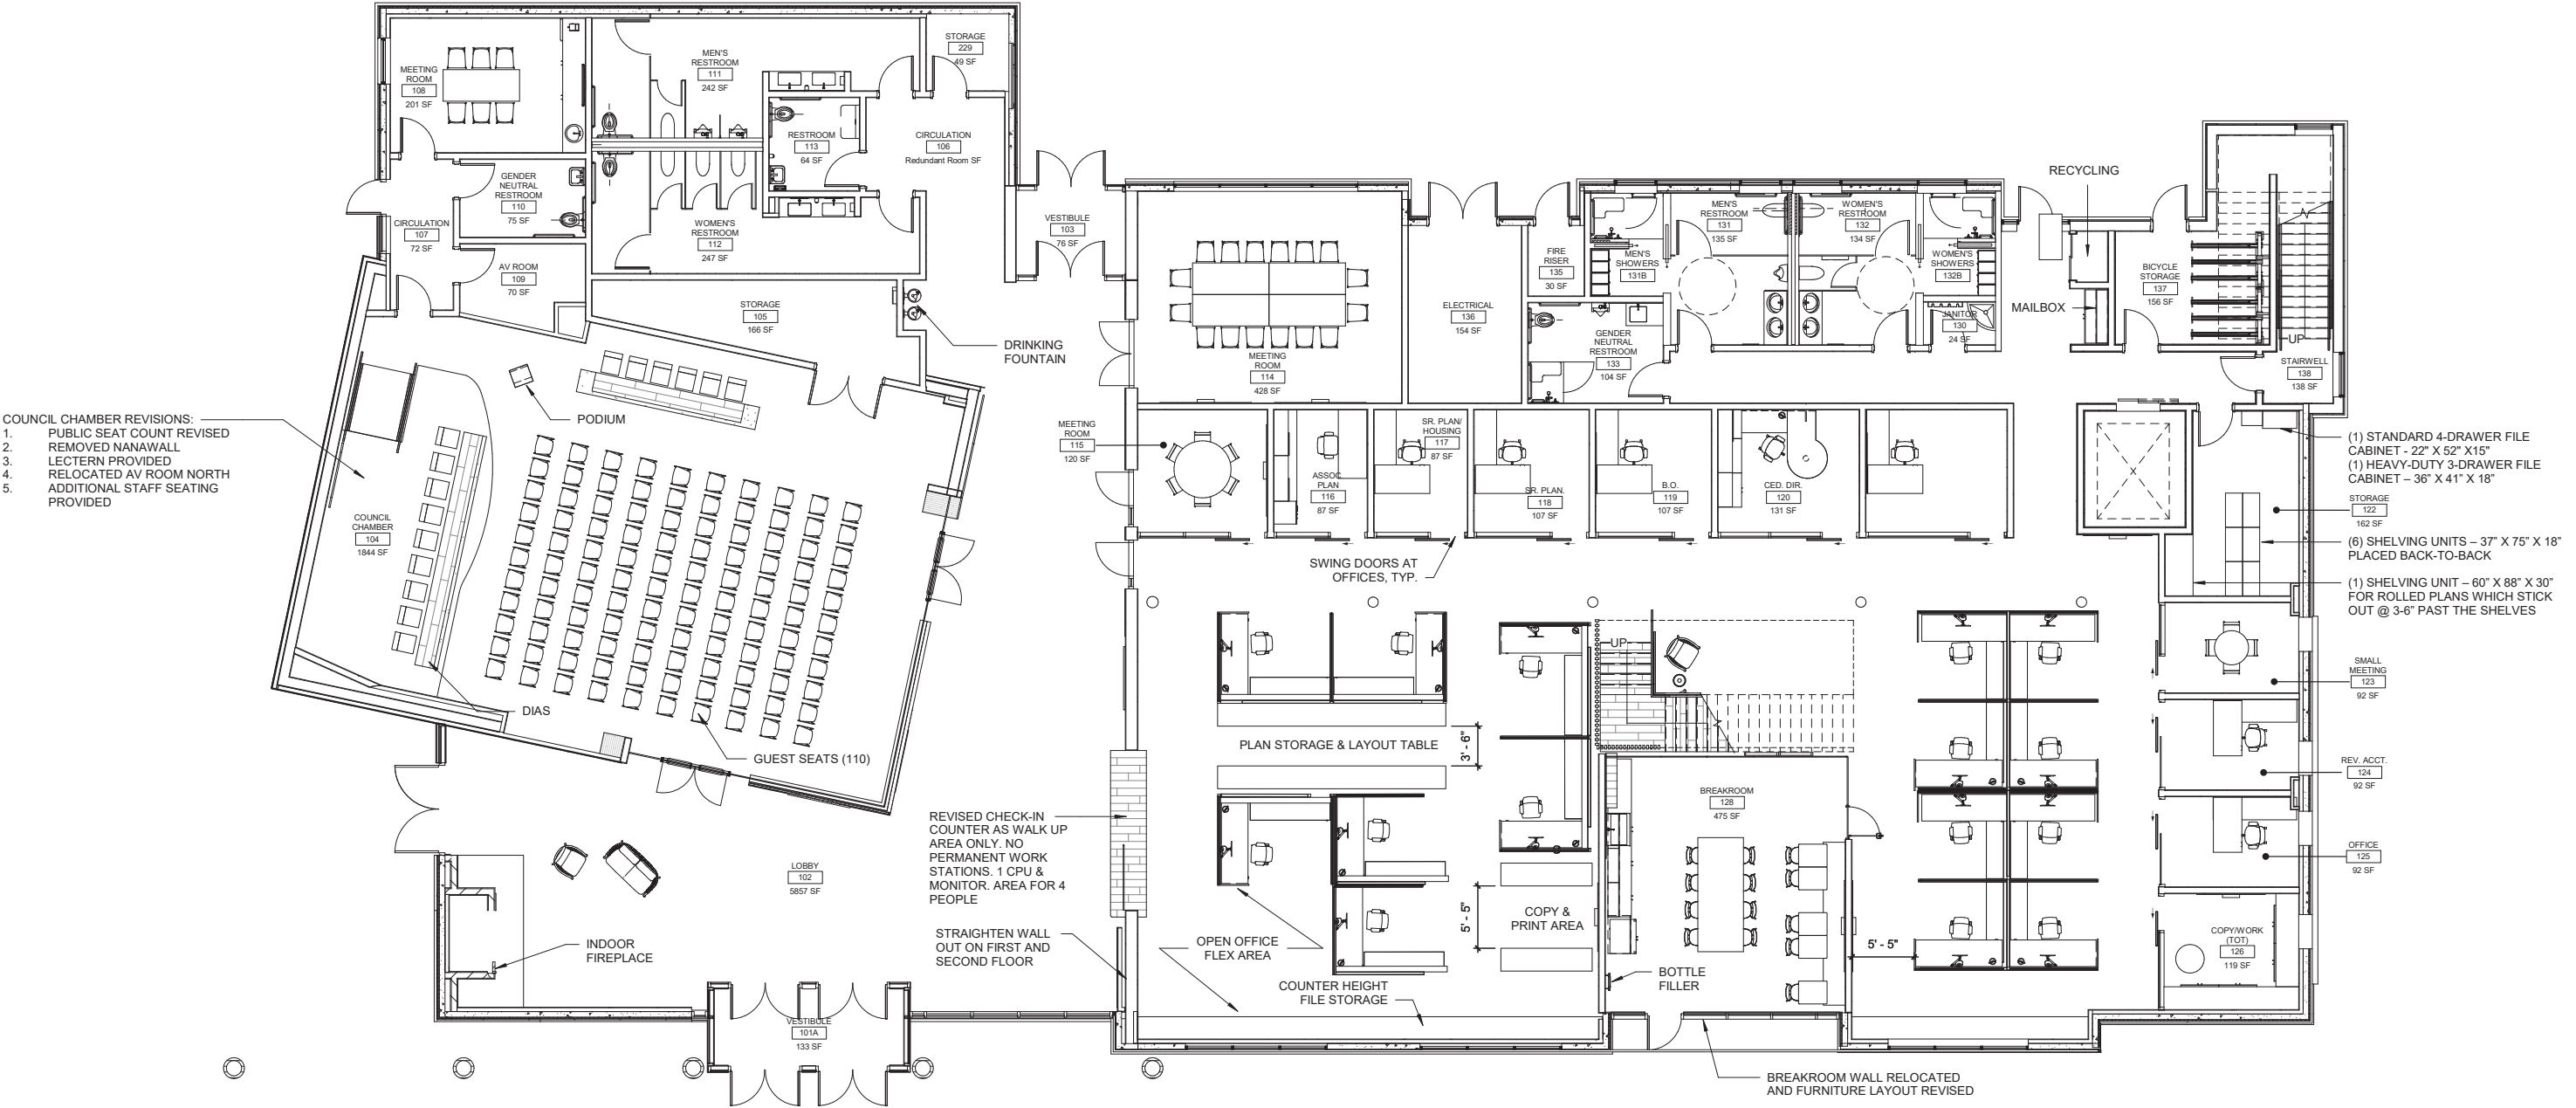 MEETING
ROOM
108
201 SF
MEN'S
RESTROOM
111
242 SF
STORAGE
229
49 SF
RESTROOM
113
64 SF
CIRCULATION
106
Redundant Room SF
GENDER
NEUTRAL
RESTROOM
110
75 SF
CIRCULATION
107
72 SF
WOMEN'S
RESTROOM
112
247 SF
AV ROOM
109
70 SF
STORAGE
105
166 SF
VESTIBULE
103
76 SF
DRINKING
FOUNTAIN
COUNCIL CHAMBER REVISIONS:
1. PUBLIC SEAT COUNT REVISED
2. REMOVED NANAWALL
3. LECTERN PROVIDED
4. RELOCATED AV ROOM NORTH
5. ADDITIONAL STAFF SEATING
PROVIDED
PODIUM
COUNCIL
CHAMBER
104
1844 SF
DIAS
GUEST SEATS (110)
LOBBY
102
5857 SF
INDOOR
FIREPLACE
VESTIBULE
101A
133 SF
REVISED CHECK-IN
COUNTER AS WALK UP
AREA ONLY. NO
PERMANENT WORK
STATIONS. 1 CPU &
MONITOR. AREA FOR 4
PEOPLE
STRAIGHTEN WALL
OUT ON FIRST AND
SECOND FLOOR
MEETING
ROOM
114
428 SF
ELECTRICAL
136
154 SF
FIRE
RISER
135
30 SF
MEN'S
SHOWERS
131B
MEN'S
RESTROOM
131
135 SF
WOMEN'S
RESTROOM
132
134 SF
WOMEN'S
SHOWERS
132B
GENDER
NEUTRAL
RESTROOM
133
104 SF
JANITOR
130
24 SF
RECYCLING
MAILBOX
BICYCLE
STORAGE
137
156 SF
UP
STAIRWELL
138
138 SF
MEETING
ROOM
115
120 SF
ASSOC.
PLAN
116
87 SF
SR. PLAN/
HOUSING
117
87 SF
SR. PLAN.
118
107 SF
B.O.
119
107 SF
CED. DIR.
120
131 SF
SWING DOORS AT
OFFICES, TYP.
(1) STANDARD 4-DRAWER FILE
CABINET - 22" X 52" X15"
(1) HEAVY-DUTY 3-DRAWER FILE
CABINET – 36" X 41" X 18"
STORAGE
122
162 SF
(6) SHELVING UNITS – 37" X 75" X 18"
PLACED BACK-TO-BACK
(1) SHELVING UNIT – 60" X 88" X 30"
FOR ROLLED PLANS WHICH STICK
OUT @ 3-6" PAST THE SHELVES
SMALL
MEETING
123
92 SF
REV. ACCT.
124
92 SF
OFFICE
125
92 SF
COPY/WORK
(TOT)
126
119 SF
UP
PLAN STORAGE & LAYOUT TABLE
3' - 6"
OPEN OFFICE
FLEX AREA
COUNTER HEIGHT
FILE STORAGE
5' - 5"
COPY &
PRINT AREA
BREAKROOM
128
475 SF
5' - 5"
BOTTLE
FILLER
BREAKROOM WALL RELOCATED
AND FURNITURE LAYOUT REVISED